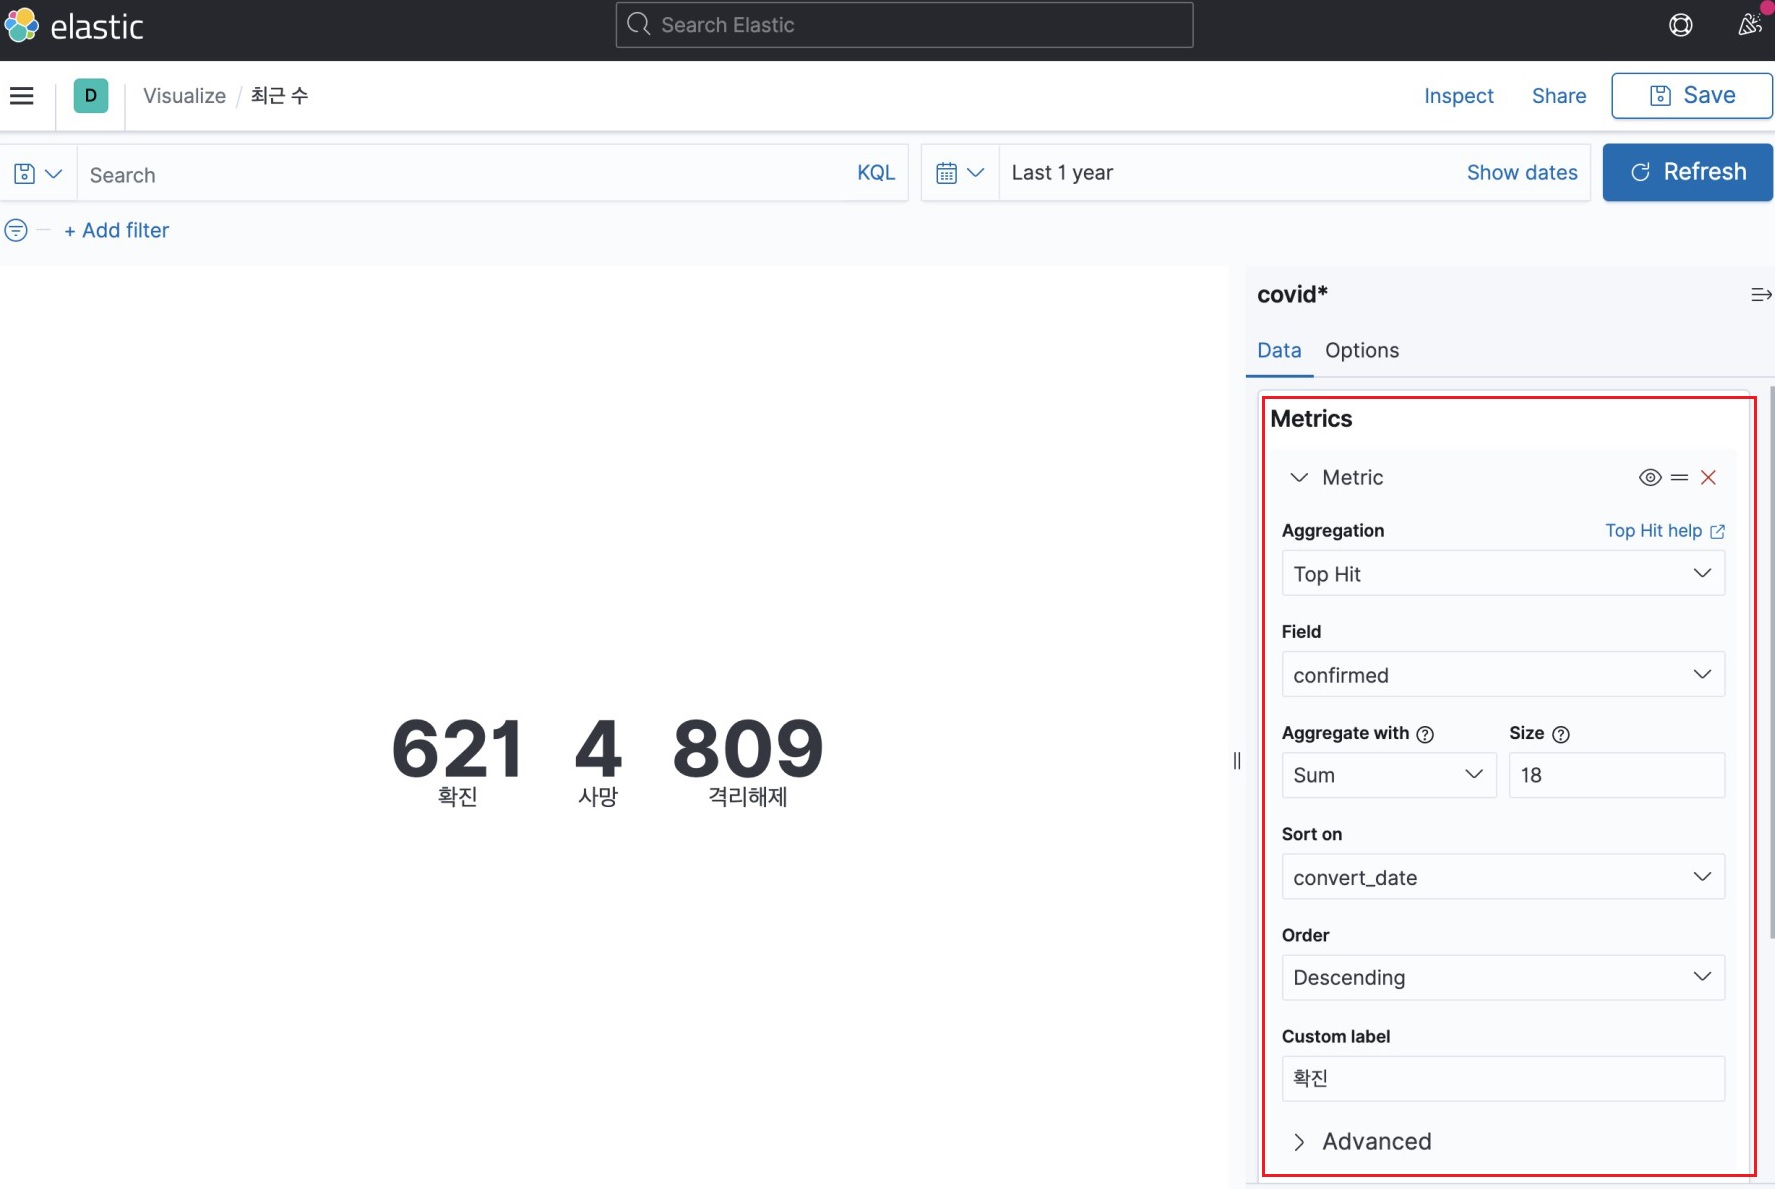 elastic
Search Elastic
D
Visualize / 최근 수
Inspect
Share
Save
Search
KQL
Last 1 year
Show dates
Refresh
+ Add filter
covid*
Data
Options
Metrics
Metric
Aggregation
Top Hit help
Top Hit
Field
confirmed
Aggregate with
Size
Sum
18
Sort on
convert_date
Order
Descending
Custom label
확진
Advanced
621 4 809
확진 사망 격리해제